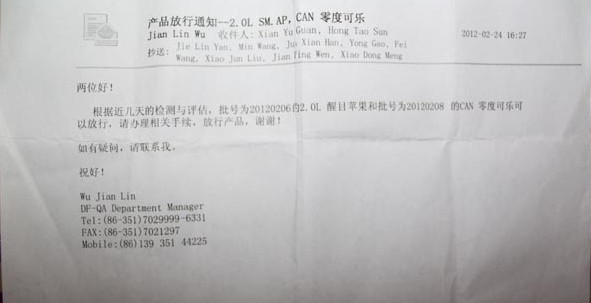 产品放行通知--2.0L SM.AP,CAN 零度可乐
Jian Lin Wu 收件人: Xian Yu Guan, Hong Tao Sun 2012-02-24 16:27
抄送: Jie Lin Yan, Min Wang, Jun Xian Han, Yong Gao, Fei
Wang, Xiao Jun Liu, Jian Ting Wen, Xiao Dong Meng
两位好!
根据近几天的检测与评估, 批号为20120206的2.0L 醒目苹果和批号为20120208 的CAN 零度可乐可
以放行, 请办理相关手续, 放行产品, 谢谢!
如有疑问, 请联系我。
祝好!
Wu Jian Lin
DF-QA Department Manager
Tel:(86-351)7029999-6331
FAX:(86-351)7021297
Mobile:(86)139 351 44225